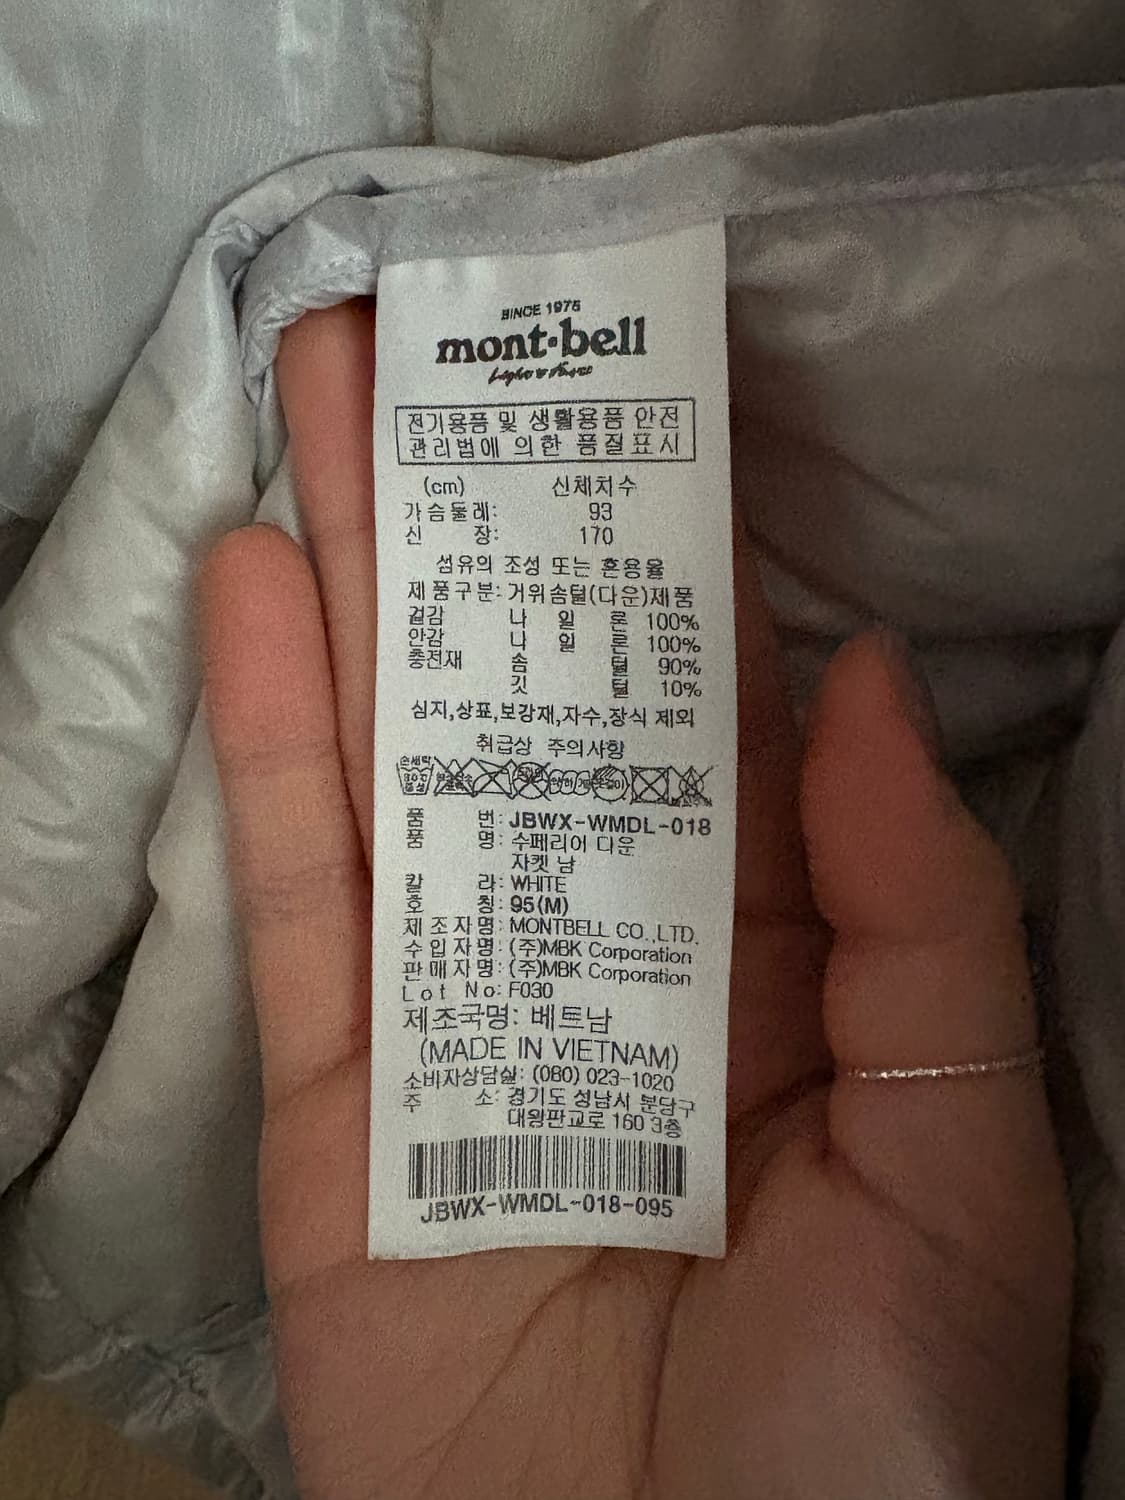 SINCE 1975
mont·bell
Light & Fast
전기용품 및 생활용품 안전
관리법에 의한 품질표시
(cm) 신체치수
가슴둘레: 93
신 장: 170
섬유의 조성 또는 혼용율
제품구분: 거위솜털(다운)제품
겉감 나 일 론 100%
안감 나 일 론 100%
충전재 솜 털 90%
깃 털 10%
심지,상표,보강재,자수,장식 제외
취급상 주의사항
손세탁
30℃
중성
품 번: JBWX-WMDL-018
품 명: 수페리어 다운
자켓 남
칼 라: WHITE
호 칭: 95(M)
제조자명: MONTBELL CO.,LTD.
수입자명: (주)MBK Corporation
판매자명: (주)MBK Corporation
Lot No: F030
제조국명: 베트남
(MADE IN VIETNAM)
소비자상담실: (080) 023-1020
주 소: 경기도 성남시 분당구
대왕판교로 160 3층
JBWX-WMDL-018-095